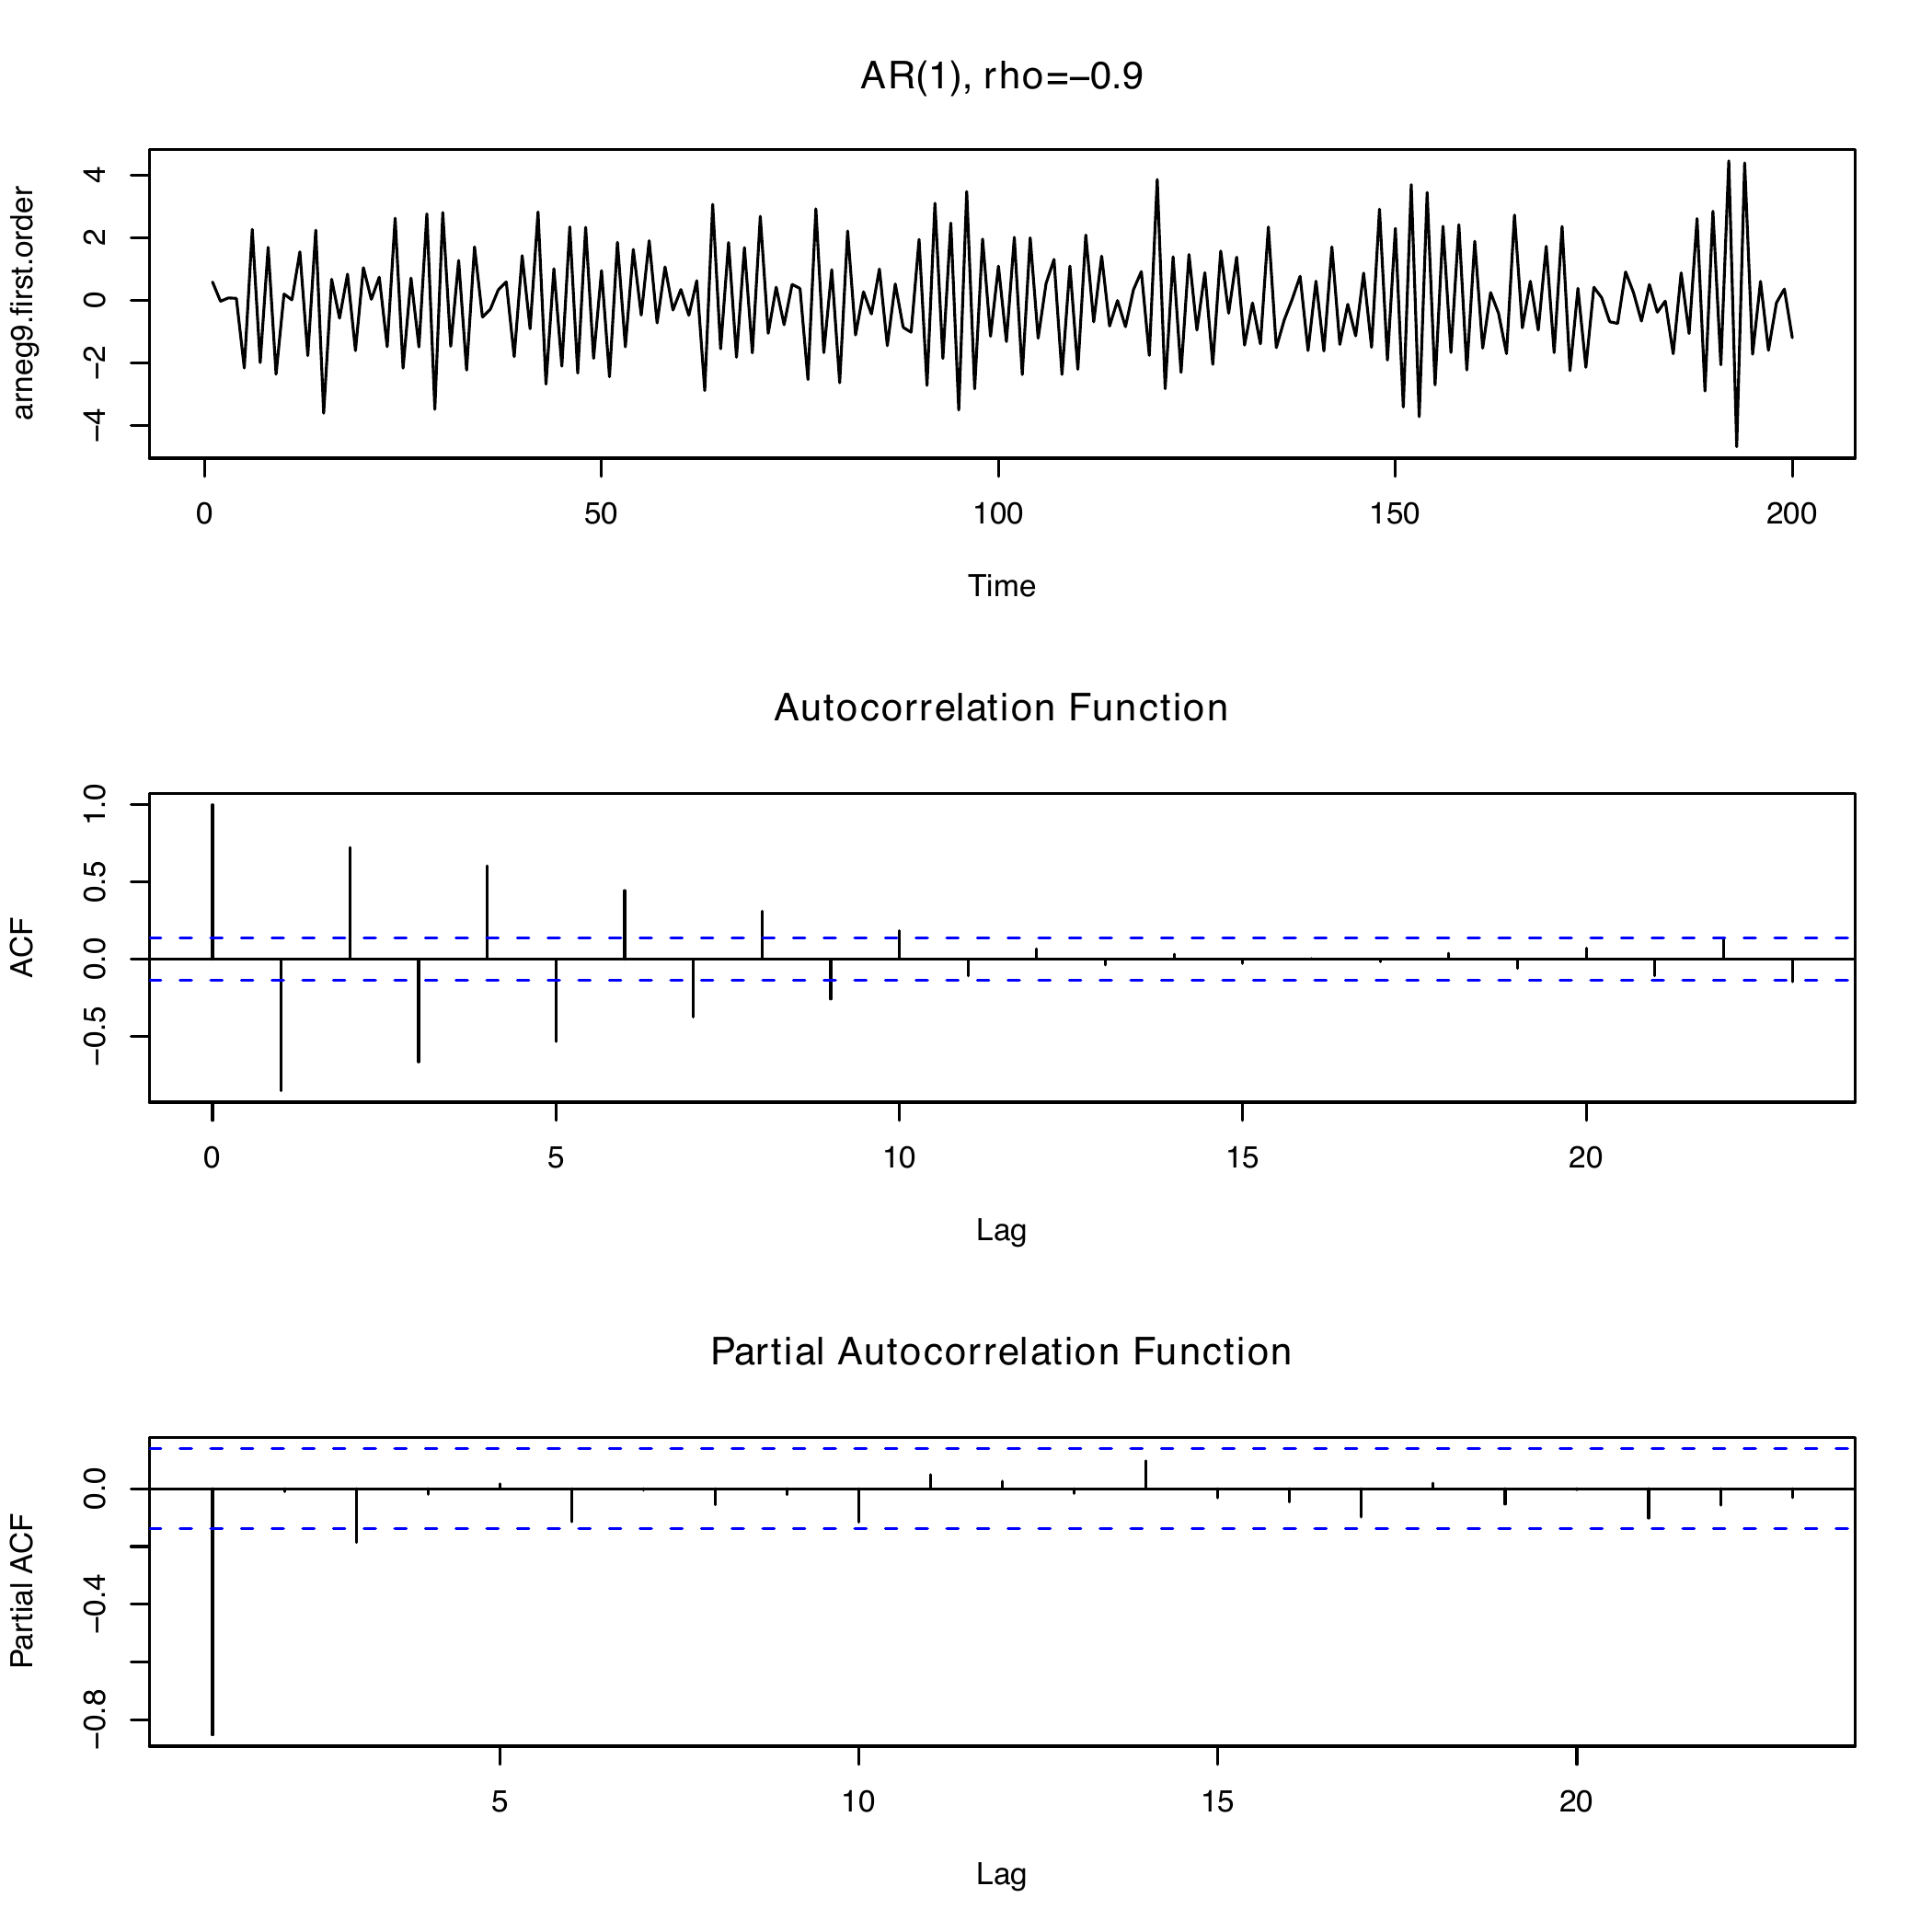 AR(1), rho=−0.9
arneg9.first.order
4
2
0
−2
−4
0 50 100 150 200
Time
Autocorrelation Function
ACF
1.0
0.5
0.0
−0.5
0 5 10 15 20
Lag
Partial Autocorrelation Function
Partial ACF
0.0
−0.4
−0.8
5 10 15 20
Lag